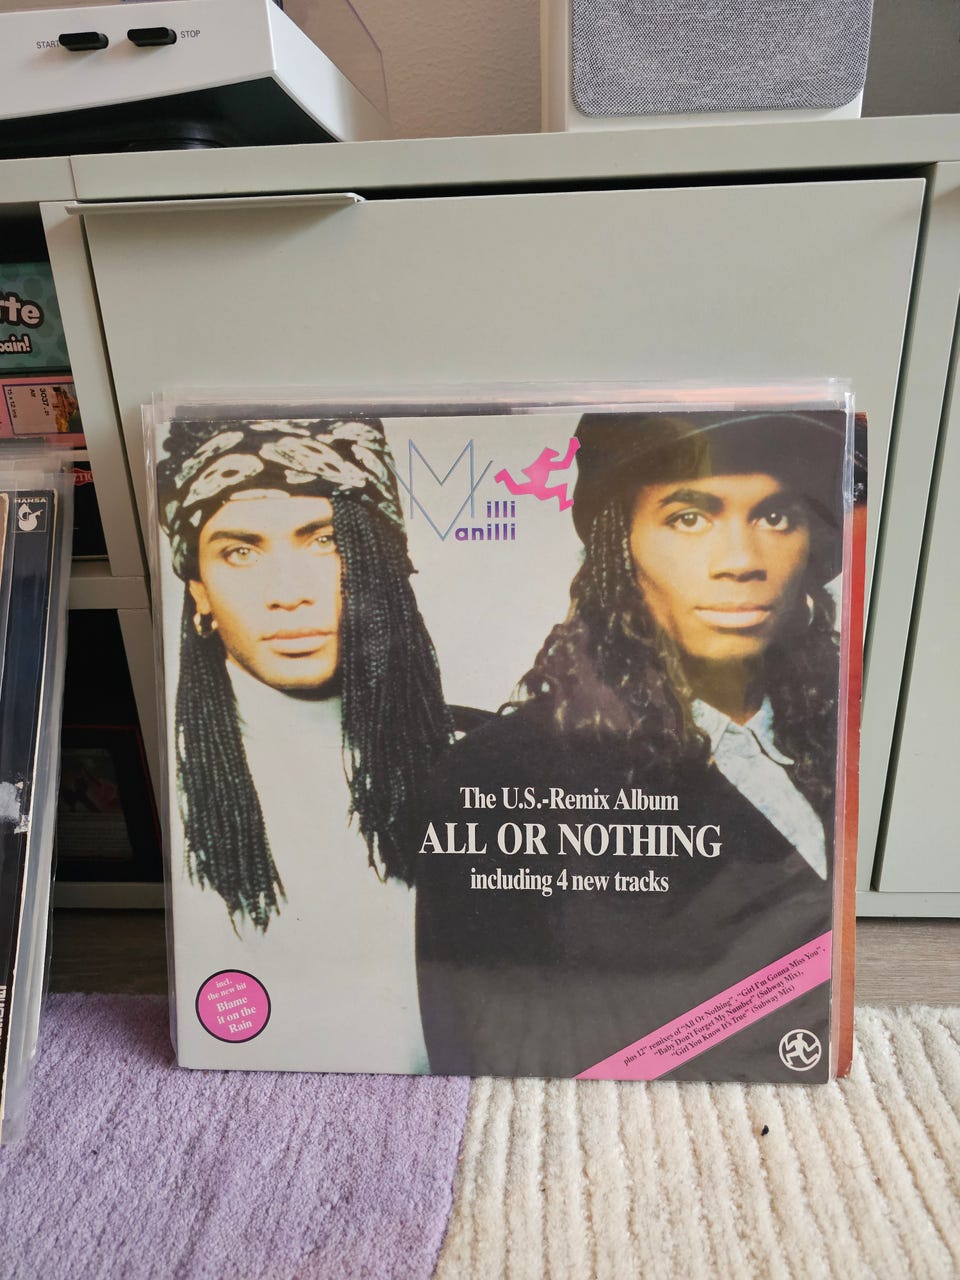 START
STOP
rte
pain!
HANSA
Milli
Vanilli
The U.S.-Remix Album
ALL OR NOTHING
including 4 new tracks
incl.
the new hit
Blame
it on the
Rain
plus 12" remixes of "All Or Nothing", "Girl I'm Gonna Miss You",
"Baby Don't Forget My Number" (Subway Mix),
"Girl You Know It's True" (Subway Mix)